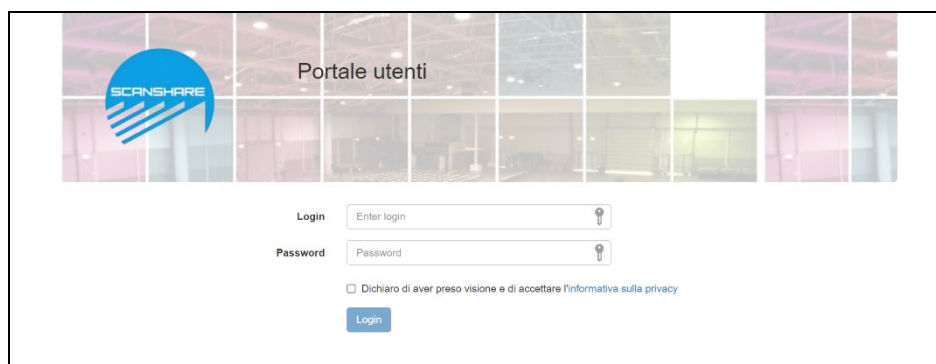 SCANSHARE
Portale utenti
Login Enter login
Password Password
Dichiaro di aver preso visione e di accettare l'informativa sulla privacy
Login